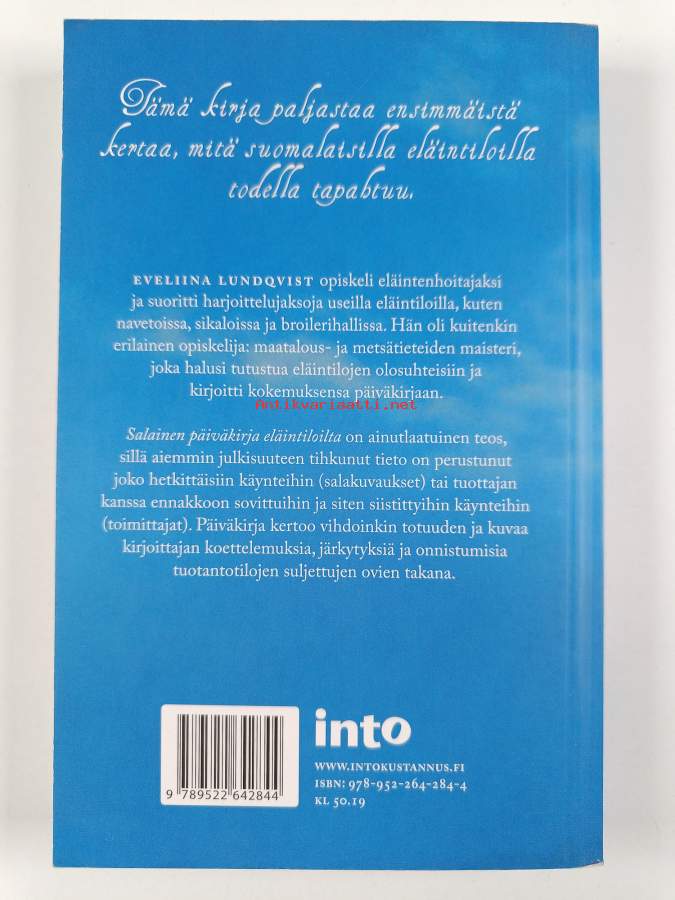 Tämä kirja paljastaa ensimmäistä
kertaa, mitä suomalaisilla eläintiloilla
todella tapahtuu.
EVELIINA LUNDQVIST opiskeli eläintenhoitajaksi
ja suoritti harjoittelujaksoja useilla eläintiloilla, kuten
navetoissa, sikaloissa ja broilerihallissa. Hän oli kuitenkin
erilainen opiskelija: maatalous- ja metsätieteiden maisteri,
joka halusi tutustua eläintilojen olosuhteisiin ja
kirjoitti kokemuksensa päiväkirjaan.
Antikvariaatti.net
Salainen päiväkirja eläintiloilta on ainutlaatuinen teos,
sillä aiemmin julkisuuteen tihkunut tieto on perustunut
joko hetkittäisiin käynteihin (salakuvaukset) tai tuottajan
kanssa ennakkoon sovittuihin ja siten siistittyihin käynteihin
(toimittajat). Päiväkirja kertoo vihdoinkin totuuden ja kuvaa
kirjoittajan koettelemuksia, järkytyksiä ja onnistumisia
tuotantotilojen suljettujen ovien takana.
into
WWW.INTOKUSTANNUS.FI
ISBN: 978-952-264-284-4
KL 50.19
9 789522 642844